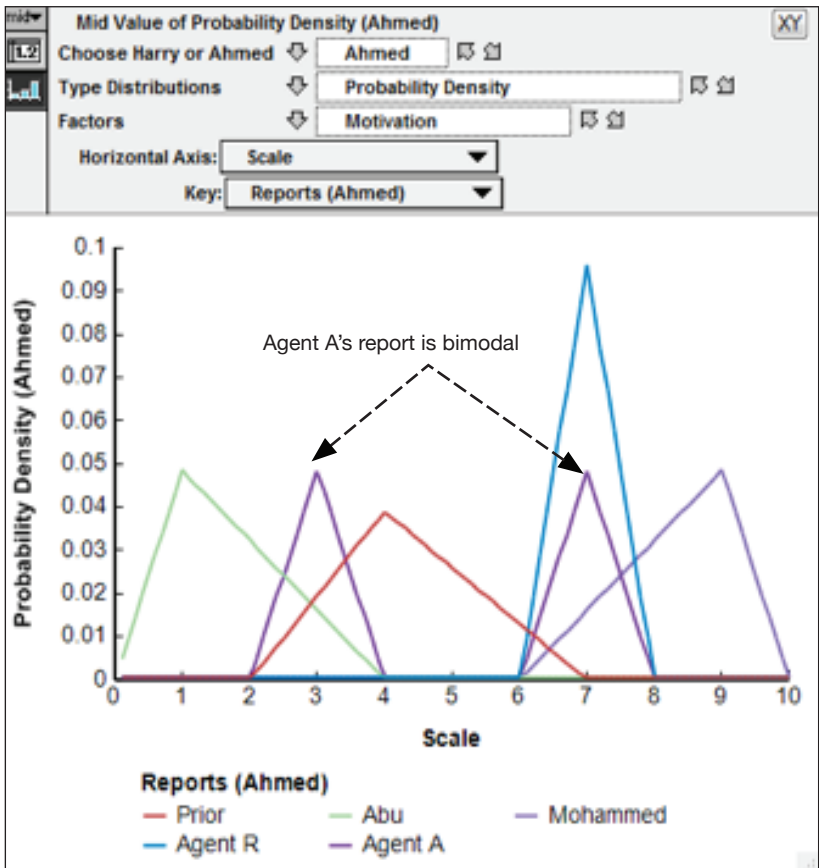 mid
Mid Value of Probability Density (Ahmed)
XY
1.2
Choose Harry or Ahmed Ahmed
Type Distributions Probability Density
Factors Motivation
Horizontal Axis: Scale
Key: Reports (Ahmed)
0.1
0.09
0.08
0.07
0.06
0.05
0.04
0.03
0.02
0.01
0
Probability Density (Ahmed)
Agent A's report is bimodal
0 1 2 3 4 5 6 7 8 9 10
Scale
Reports (Ahmed)
Prior Abu Mohammed
Agent R Agent A